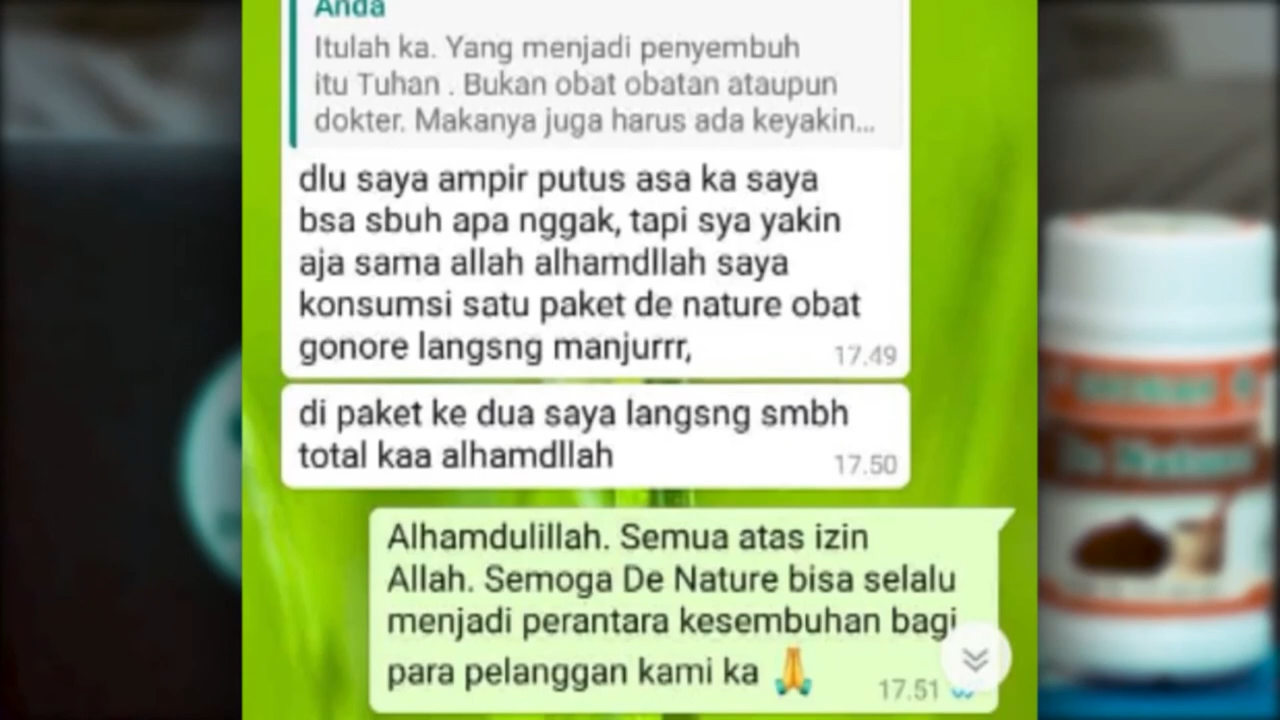 Anda
Itulah ka. Yang menjadi penyembuh
itu Tuhan . Bukan obat obatan ataupun
dokter. Makanya juga harus ada keyakin...
dlu saya ampir putus asa ka saya
bsa sbuh apa nggak, tapi sya yakin
aja sama allah alhamdllah saya
konsumsi satu paket de nature obat
gonore langsng manjurrr,
17.49
di paket ke dua saya langsng smbh
total kaa alhamdllah
17.50
Alhamdulillah. Semua atas izin
Allah. Semoga De Nature bisa selalu
menjadi perantara kesembuhan bagi
para pelanggan kami ka 🙏
17.51
De Nature